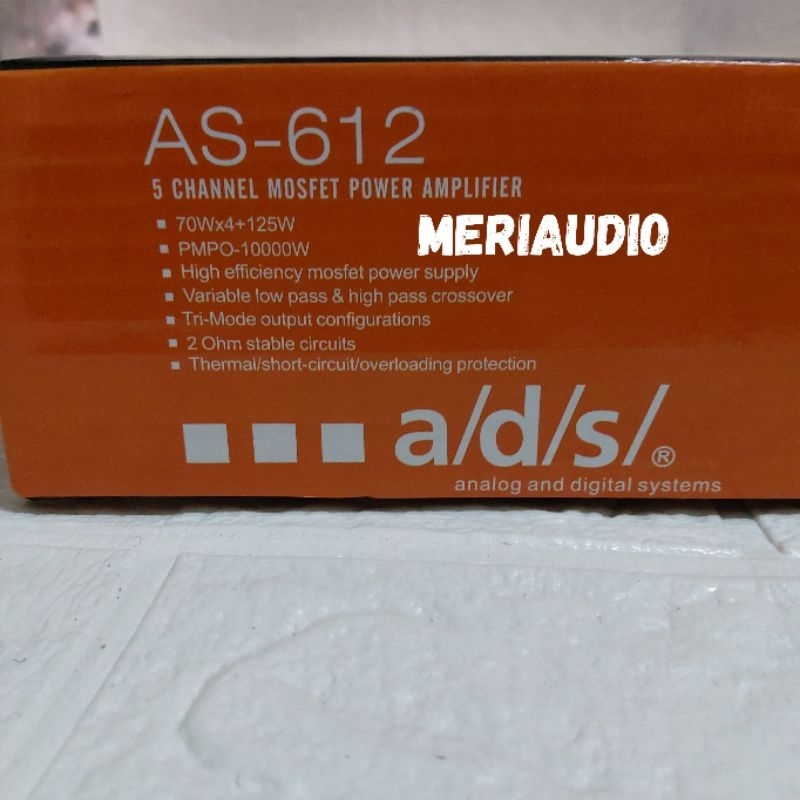 AS-612
5 CHANNEL MOSFET POWER AMPLIFIER
70Wx4+125W
MERIAUDIO
PMPO-10000W
High efficiency mosfet power supply
Variable low pass & high pass crossover
Tri-Mode output configurations
2 Ohm stable circuits
Thermal/short-circuit/overloading protection
a/d/s/®
analog and digital systems